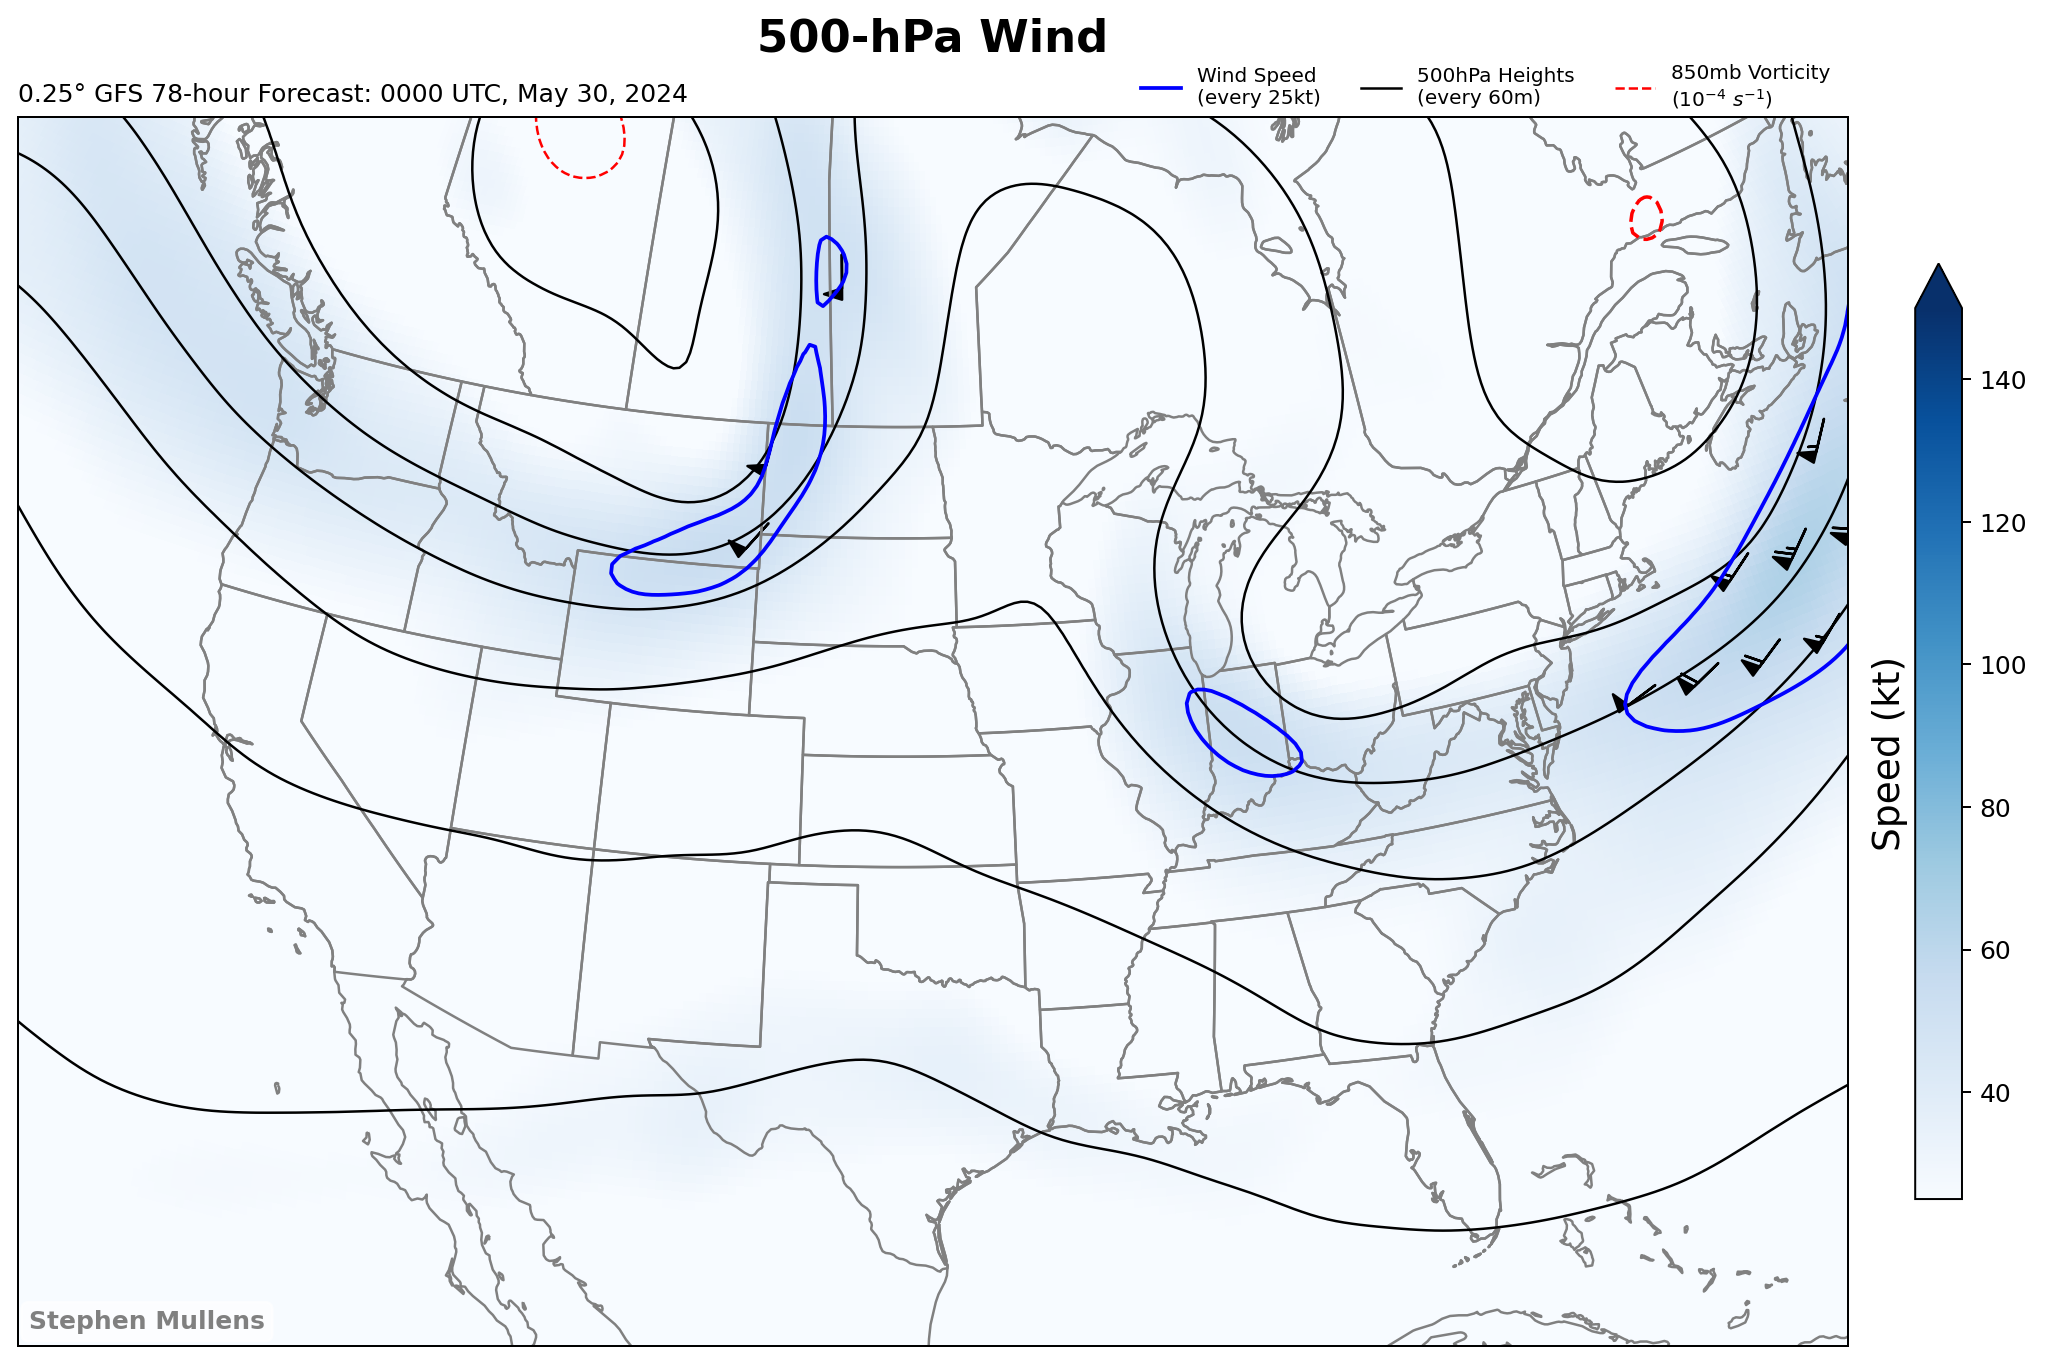 500-hPa Wind
0.25° GFS 78-hour Forecast: 0000 UTC, May 30, 2024
Wind Speed
(every 25kt)
500hPa Heights
(every 60m)
850mb Vorticity
(10⁻⁴ s⁻¹)
140
120
100
80
60
40
Speed (kt)
Stephen Mullens